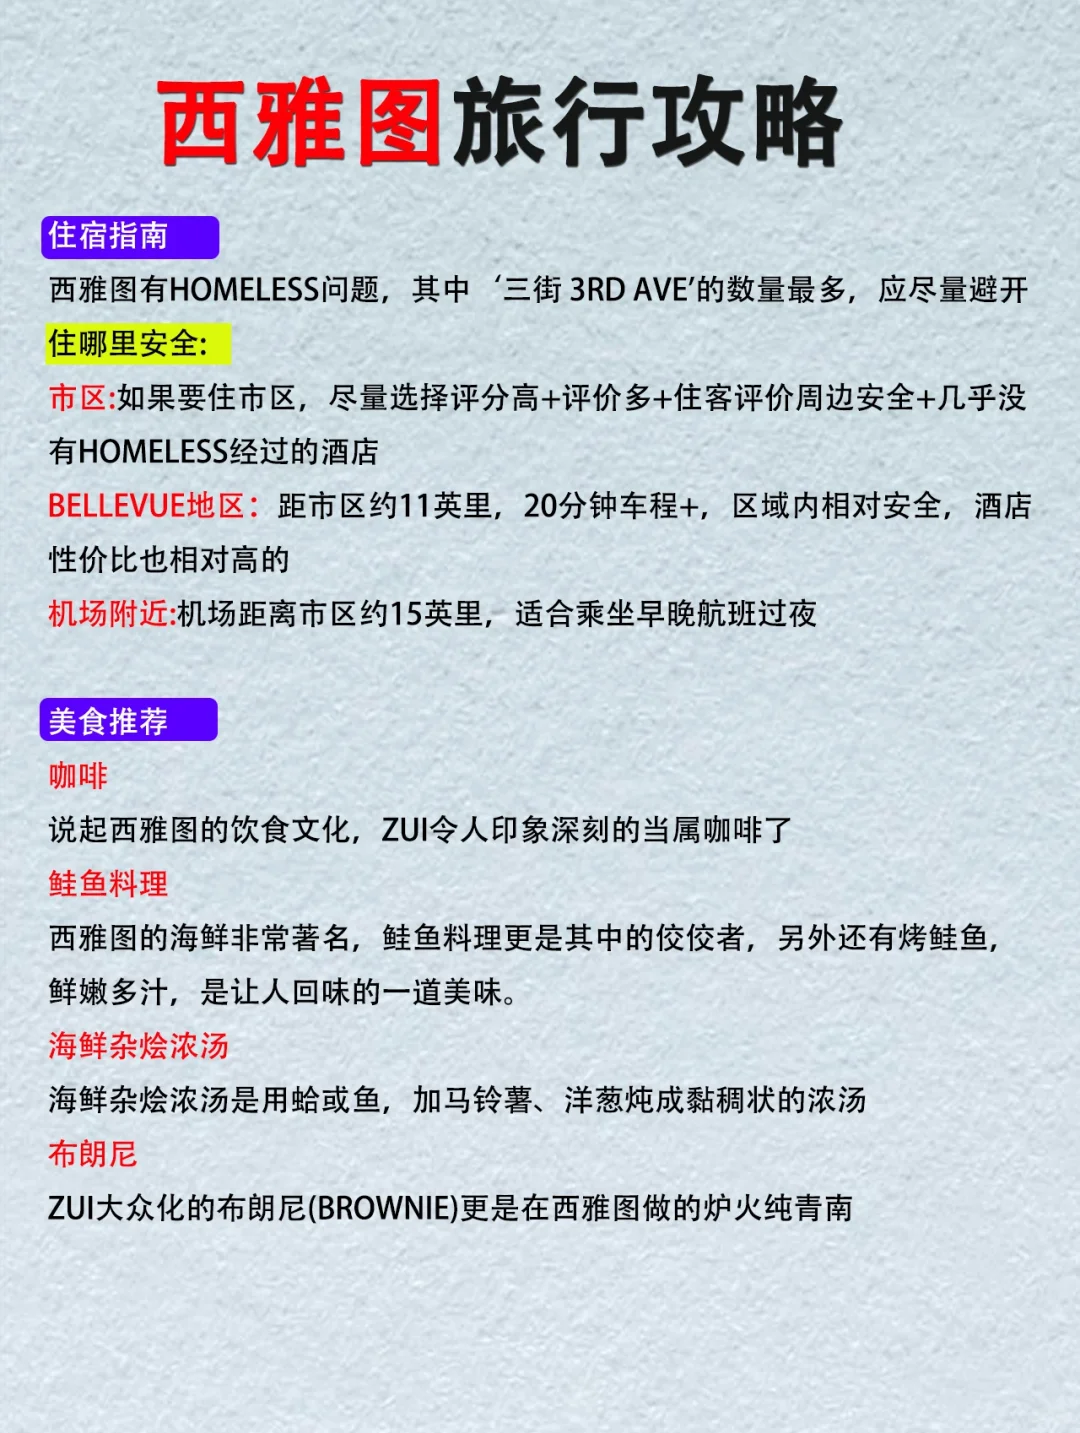 西雅图旅行攻略
住宿指南
西雅图有HOMELESS问题，其中‘三街 3RD AVE’的数量最多，应尽量避开
住哪里安全:
市区:如果要住市区，尽量选择评分高+评价多+住客评价周边安全+几乎没
有HOMELESS经过的酒店
BELLEVUE地区：距市区约11英里，20分钟车程+，区域内相对安全，酒店
性价比也相对高的
机场附近:机场距离市区约15英里，适合乘坐早晚航班过夜
美食推荐
咖啡
说起西雅图的饮食文化，ZUI令人印象深刻的当属咖啡了
鲑鱼料理
西雅图的海鲜非常著名，鲑鱼料理更是其中的佼佼者，另外还有烤鲑鱼，
鲜嫩多汁，是让人回味的一道美味。
海鲜杂烩浓汤
海鲜杂烩浓汤是用蛤或鱼，加马铃薯、洋葱炖成黏稠状的浓汤
布朗尼
ZUI大众化的布朗尼(BROWNIE)更是在西雅图做的炉火纯青南